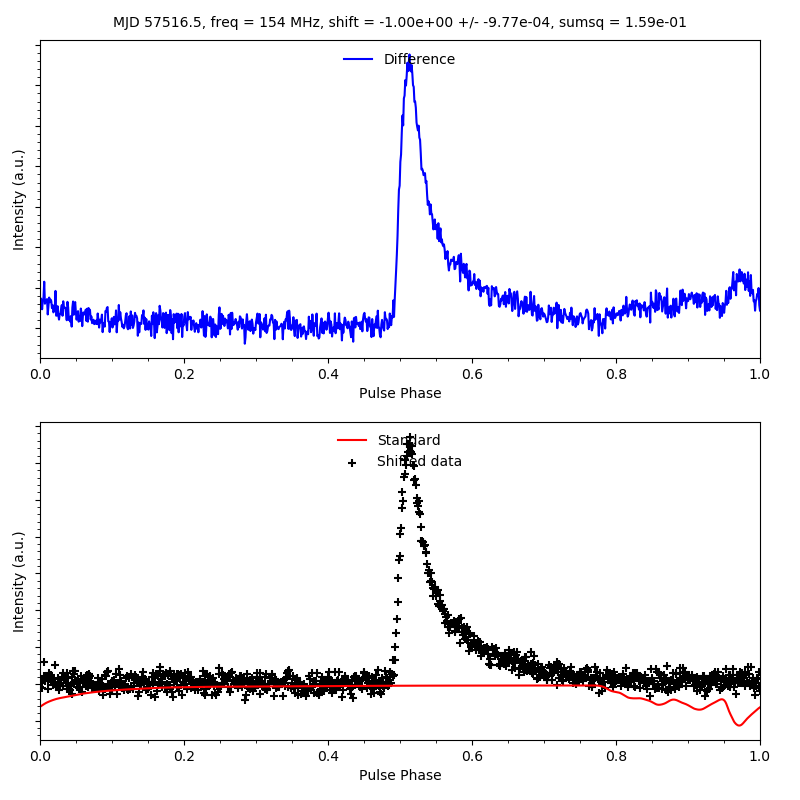 MJD 57516.5, freq = 154 MHz, shift = -1.00e+00 +/- -9.77e-04, sumsq = 1.59e-01
Difference
Intensity (a.u.)
0.0 0.2 0.4 0.6 0.8 1.0
Pulse Phase
Standard
Shifted data
Intensity (a.u.)
0.0 0.2 0.4 0.6 0.8 1.0
Pulse Phase